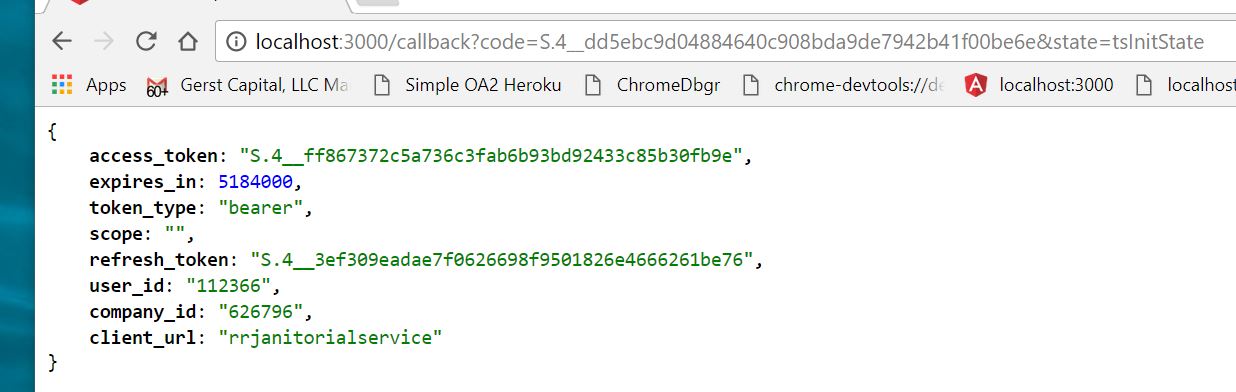 localhost:3000/callback?code=S.4__dd5ebc9d04884640c908bda9de7942b41f00be6e&state=tsInitState
Apps 60+ Gerst Capital, LLC Ma Simple OA2 Heroku ChromeDbgr chrome-devtools://de localhost:3000 localhos
{
access_token: "S.4__ff867372c5a736c3fab6b93bd92433c85b30fb9e",
expires_in: 5184000,
token_type: "bearer",
scope: "",
refresh_token: "S.4__3ef309eadae7f0626698f9501826e4666261be76",
user_id: "112366",
company_id: "626796",
client_url: "rrjanitorialservice"
}